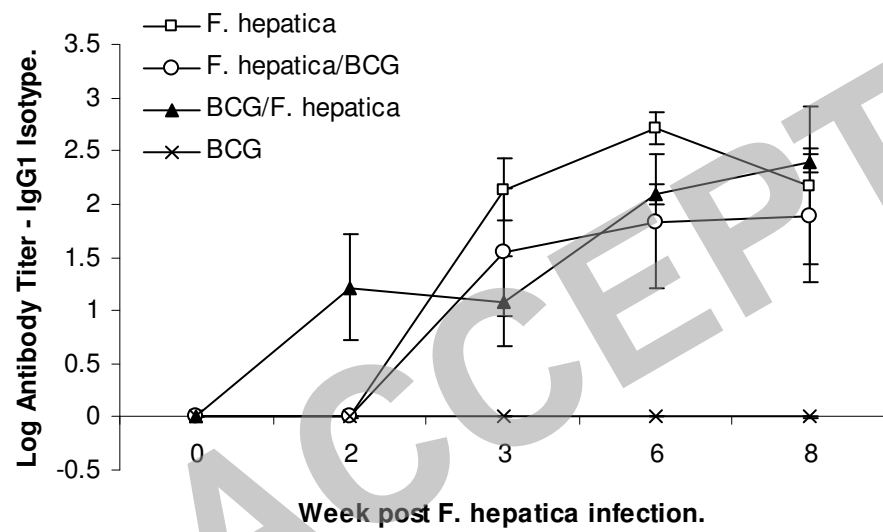 F. hepatica
F. hepatica/BCG
BCG/F. hepatica
BCG
Log Antibody Titer - IgG1 Isotype.
3.5
3
2.5
2
1.5
1
0.5
0
-0.5
0 2 3 6 8
Week post F. hepatica infection.
ACCEPT